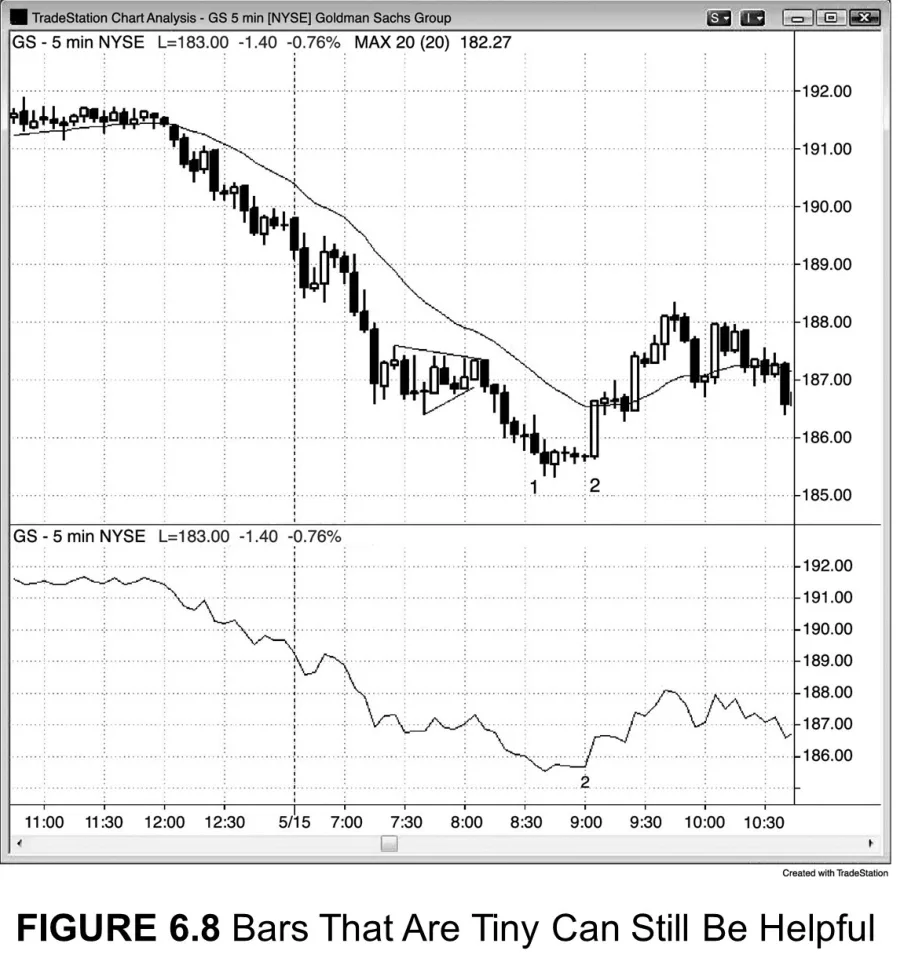 TradeStation Chart Analysis - GS 5 min [NYSE] Goldman Sachs Group
S
I
GS - 5 min NYSE L=183.00 -1.40 -0.76% MAX 20 (20) 182.27
192.00
191.00
190.00
189.00
188.00
187.00
186.00
185.00
1
2
GS - 5 min NYSE L=183.00 -1.40 -0.76%
192.00
191.00
190.00
189.00
188.00
187.00
186.00
2
11:00 11:30 12:00 12:30 5/15 7:00 7:30 8:00 8:30 9:00 9:30 10:00 10:30
Created with TradeStation
FIGURE 6.8 Bars That Are Tiny Can Still Be Helpful